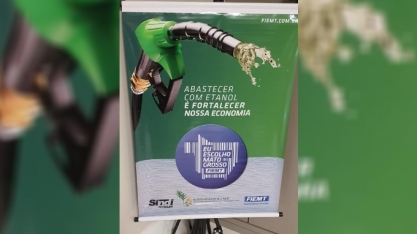 FIEMT.COM.BR
ABASTECER
COM ETANOL
É FORTALECER
NOSSA ECONOMIA
EU
ESCOLHO
MATO
GROSSO
FIEMT
FIEMT